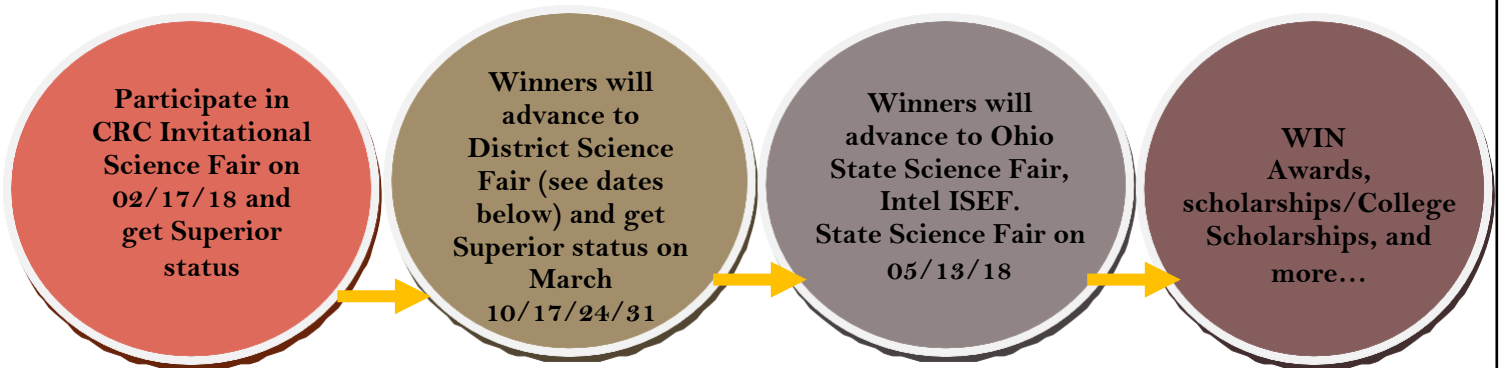 Participate in
CRC Invitational
Science Fair on
02/17/18 and
get Superior
status
Winners will
advance to
District Science
Fair (see dates
below) and get
Superior status on
March
10/17/24/31
Winners will
advance to Ohio
State Science Fair,
Intel ISEF.
State Science Fair on
05/13/18
WIN
Awards,
scholarships/College
Scholarships, and
more…